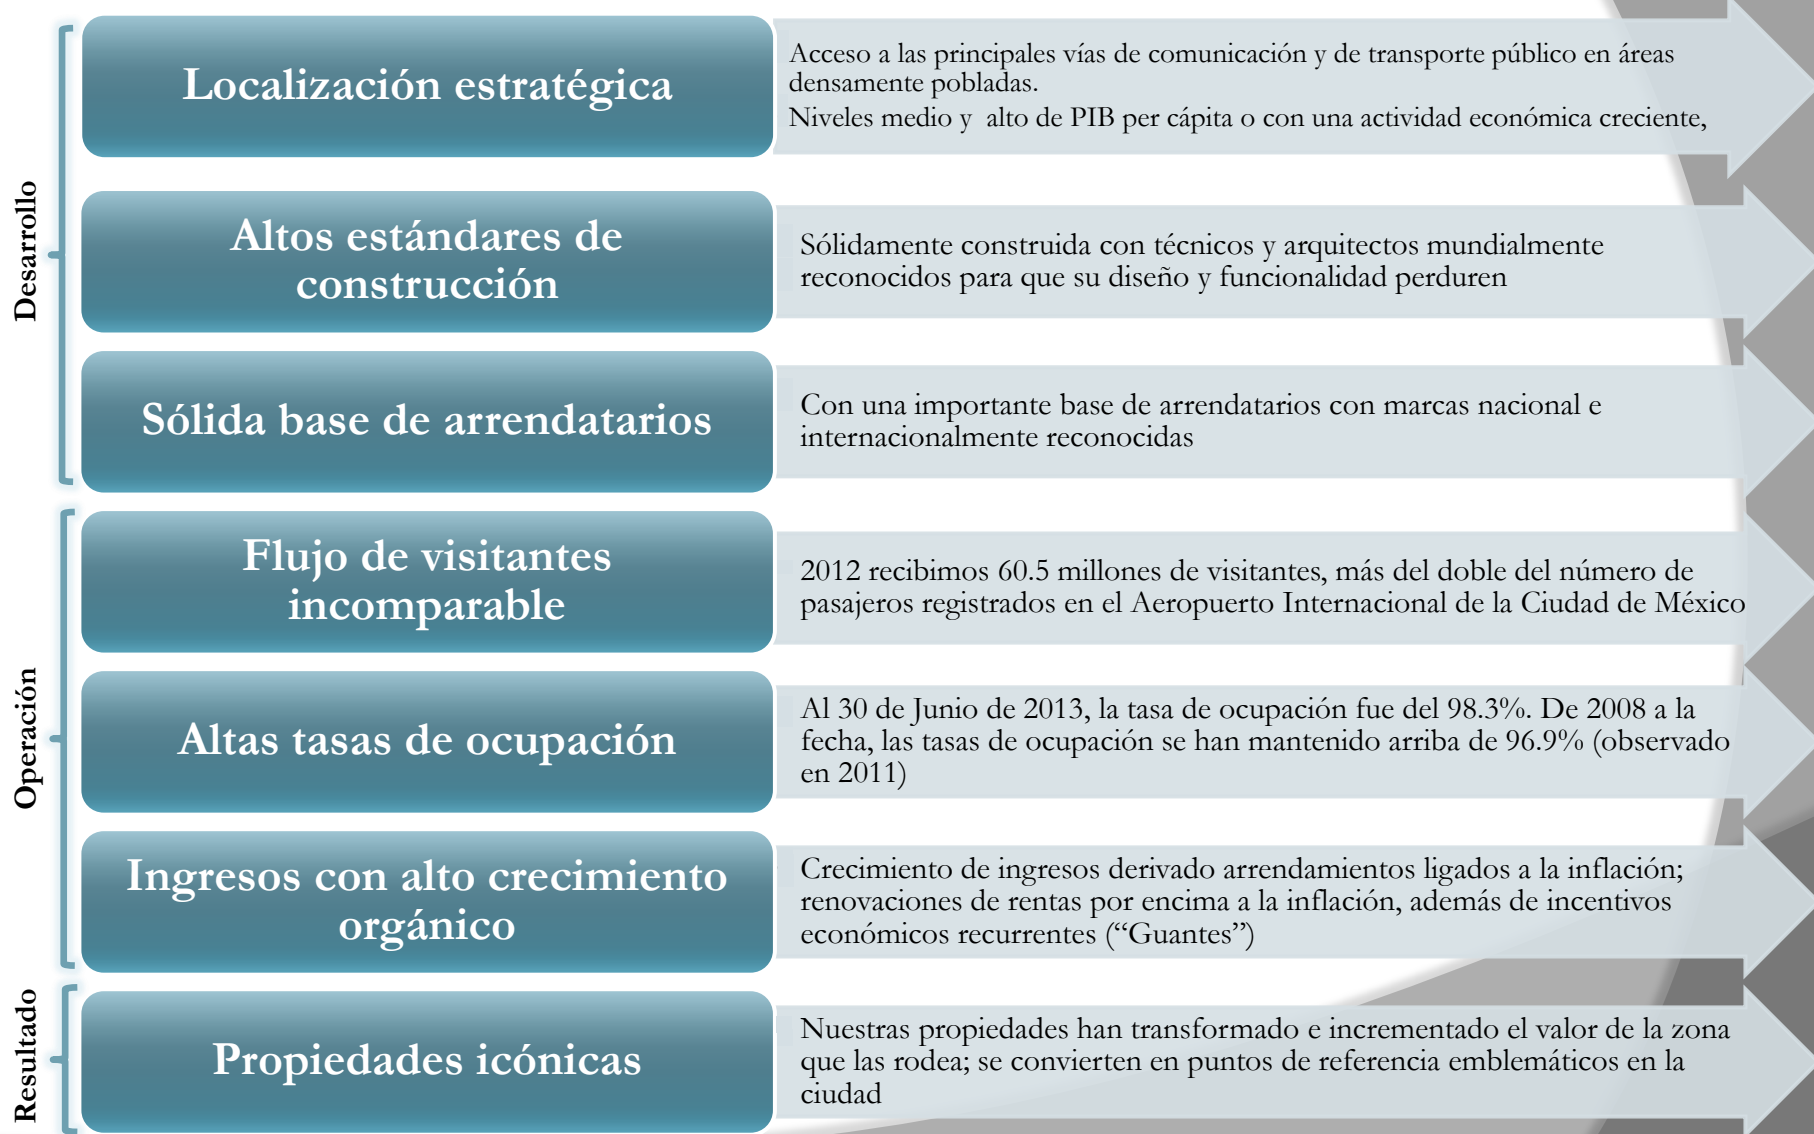 Desarrollo
Localización estratégica
Acceso a las principales vías de comunicación y de transporte público en áreas
densamente pobladas.
Niveles medio y  alto de PIB per cápita o con una actividad económica creciente,
Altos estándares de
construcción
Sólidamente construida con técnicos y arquitectos mundialmente
reconocidos para que su diseño y funcionalidad perduren
Sólida base de arrendatarios
Con una importante base de arrendatarios con marcas nacional e
internacionalmente reconocidas
Operación
Flujo de visitantes
incomparable
2012 recibimos 60.5 millones de visitantes, más del doble del número de
pasajeros registrados en el Aeropuerto Internacional de la Ciudad de México
Altas tasas de ocupación
Al 30 de Junio de 2013, la tasa de ocupación fue del 98.3%. De 2008 a la
fecha, las tasas de ocupación se han mantenido arriba de 96.9% (observado
en 2011)
Ingresos con alto crecimiento
orgánico
Crecimiento de ingresos derivado arrendamientos ligados a la inflación;
renovaciones de rentas por encima a la inflación, además de incentivos
económicos recurrentes (“Guantes”)
Resultado
Propiedades icónicas
Nuestras propiedades han transformado e incrementado el valor de la zona
que las rodea; se convierten en puntos de referencia emblemáticos en la
ciudad